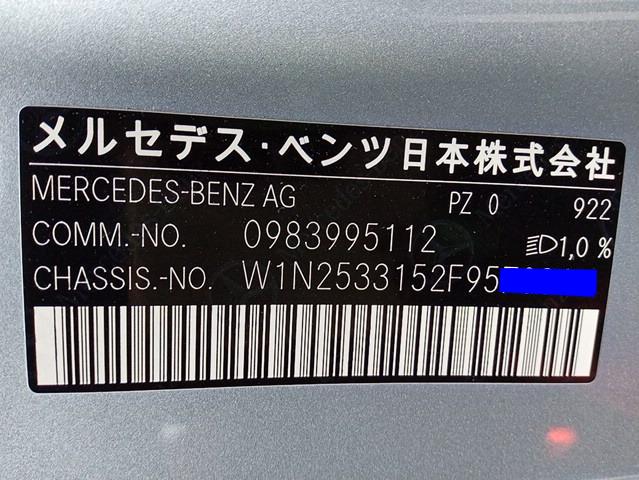 メルセデス・ベンツ日本株式会社
MERCEDES-BENZ AG PZ 0 922
COMM.-NO. 0983995112 1,0 %
CHASSIS.-NO. W1N2533152F95